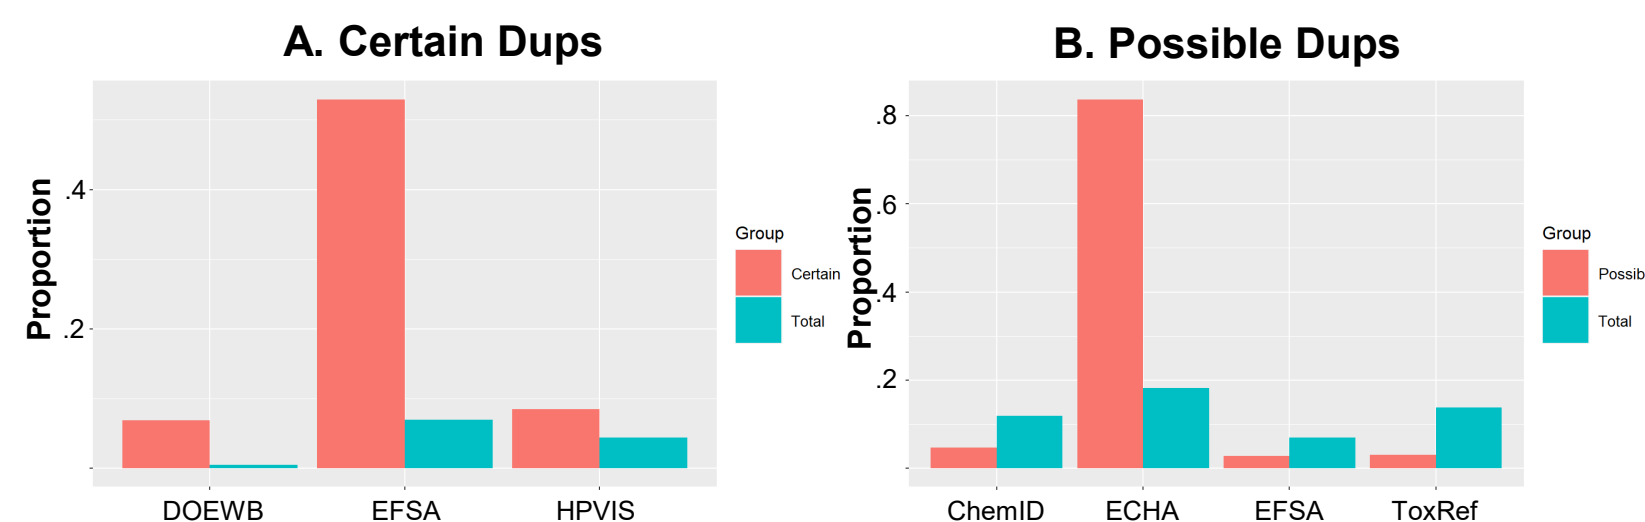 A. Certain Dups
Proportion
.4
.2
DOEWB EFSA HPVIS
Group
Certain
Total
B. Possible Dups
Proportion
.8
.6
.4
.2
ChemID ECHA EFSA ToxRef
Group
Possib
Total